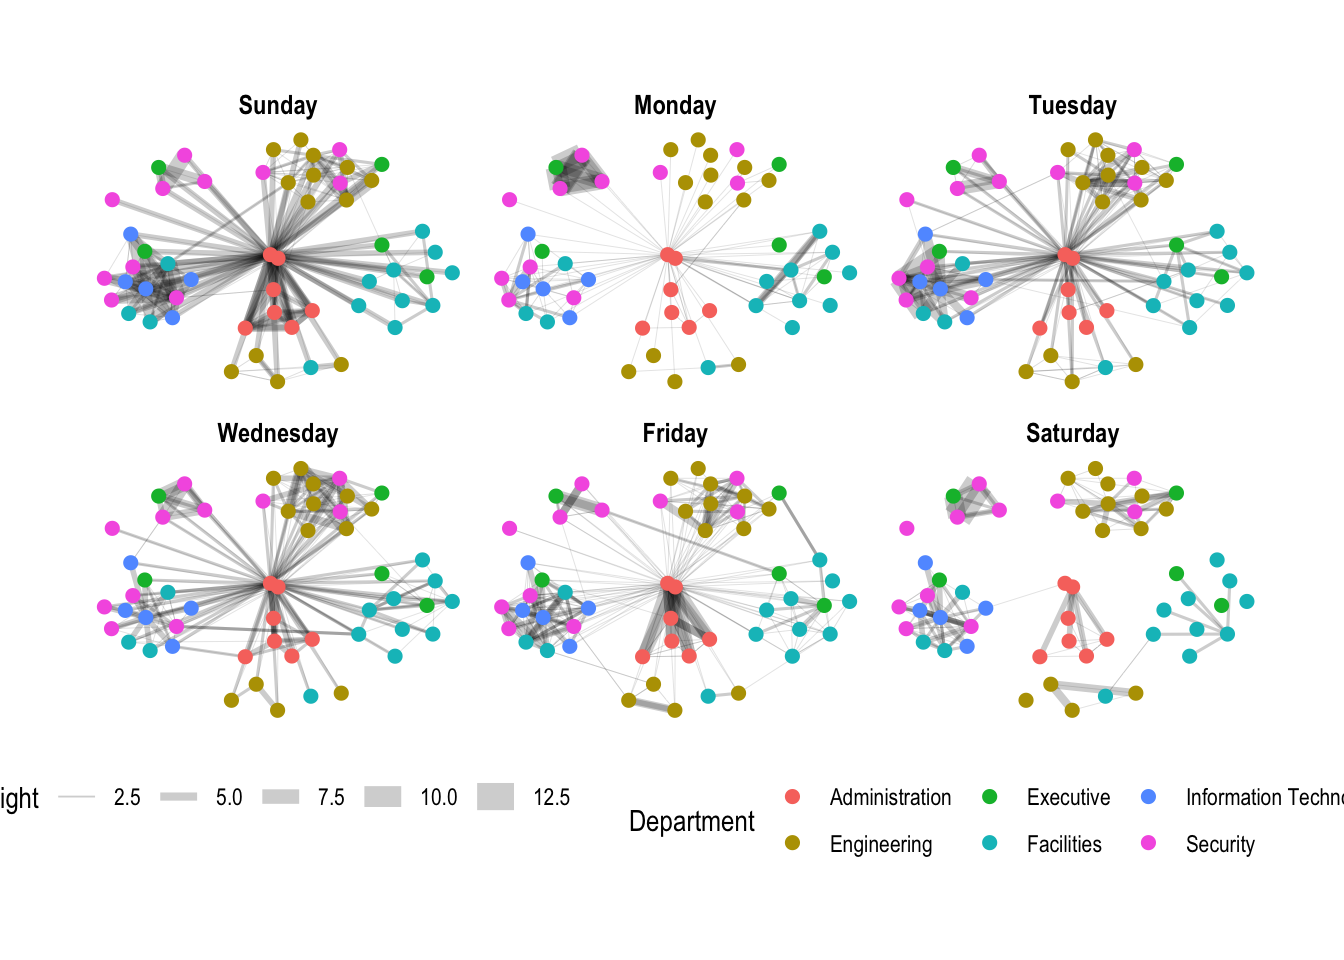 Sunday Monday Tuesday
Wednesday Friday Saturday
ight 2.5 5.0 7.5 10.0 12.5
Department
Administration Executive Information Techno
Engineering Facilities Security